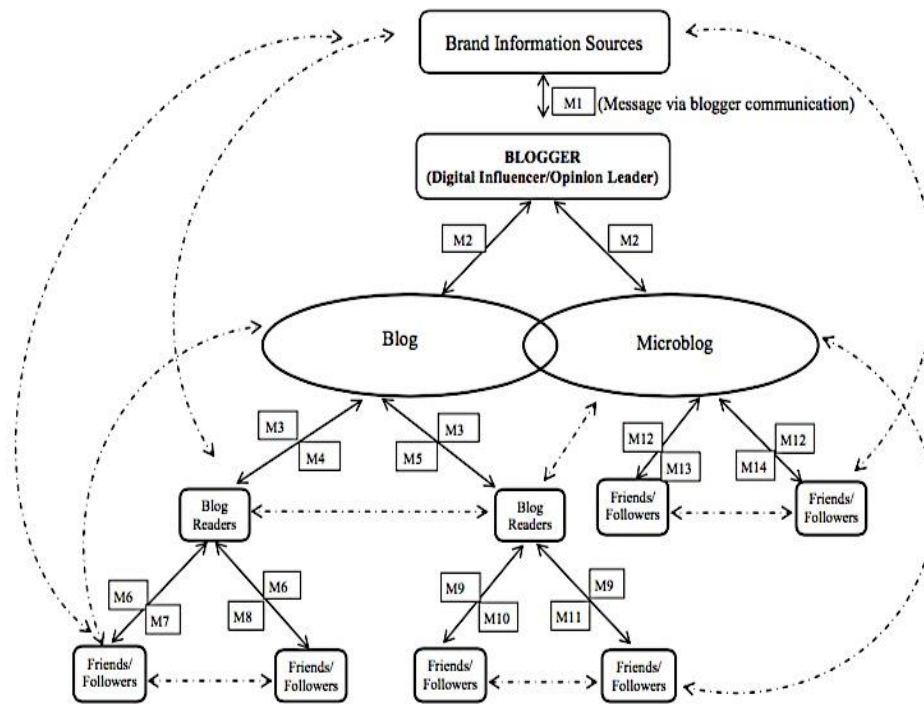 Brand Information Sources
M1 (Message via blogger communication)
BLOGGER
(Digital Influencer/Opinion Leader)
M2
M2
Blog
Microblog
M3
M3
M4
M5
M12
M12
M13
M14
Blog
Readers
Blog
Readers
Friends/
Followers
Friends/
Followers
M6
M6
M7
M8
M9
M9
M10
M11
Friends/
Followers
Friends/
Followers
Friends/
Followers
Friends/
Followers